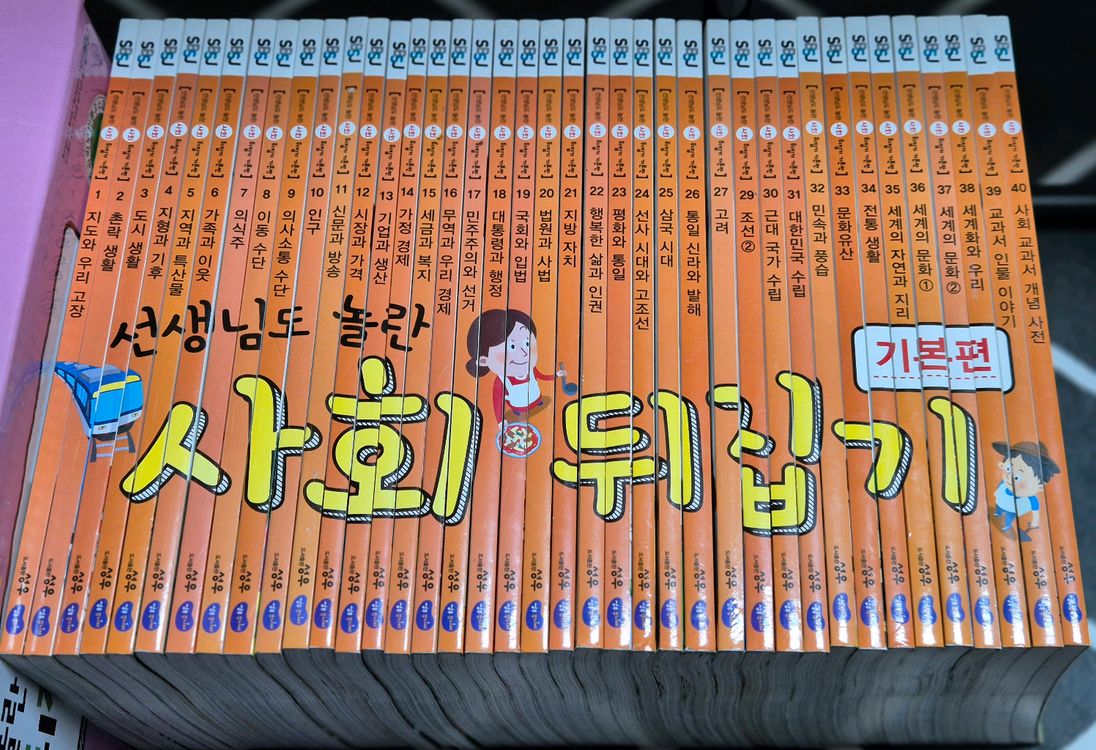 1 지도와 우리 고장
2 촌락 생활
3 도시 생활
4 지형과 기후
5 지역과 특산물
6 가족과 이웃
7 의식주
8 이동 수단
9 의사소통 수단
10 인구
11 신문과 방송
12 시장과 가격
13 기업과 생산
14 가정 경제
15 세금과 복지
16 무역과 우리 경제
17 민주주의와 선거
18 대통령과 행정
19 국회와 입법
20 법원과 사법
21 지방 자치
22 행복한 삶과 인권
23 평화와 통일
24 선사 시대와 고조선
25 삼국 시대
26 통일 신라와 발해
27 고려
29 조선 ②
30 근대 국가 수립
31 대한민국 수립
32 민속과 풍습
33 문화유산
34 전통 생활
35 세계의 자연과 지리
36 세계의 문화 ①
37 세계의 문화 ②
38 세계화와 우리
39 교과서 인물 이야기
40 사회 교과서 개념 사전
선생님도 놀란
사회 뒤집기
기본편
도서출판 성우